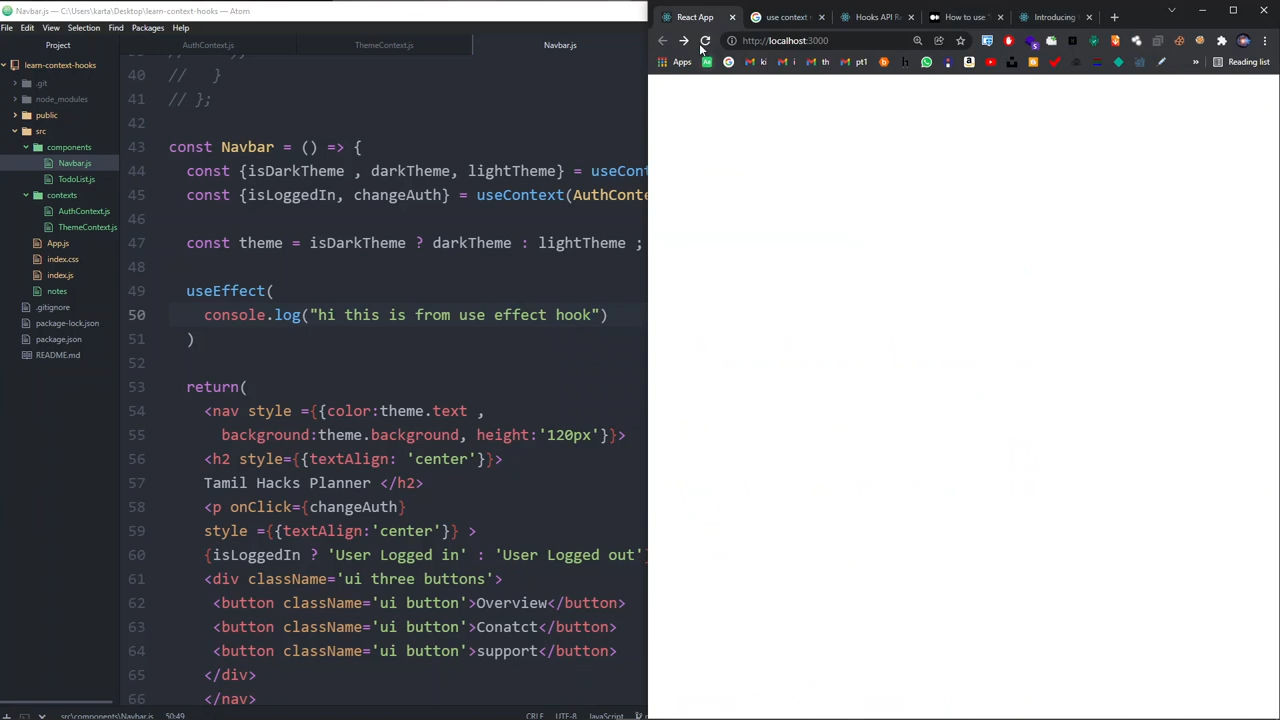 Navbar.js — C:\Users\karta\Desktop\learn-context-hooks — Atom
File Edit View Selection Find Packages Help
Project
learn-context-hooks
.git
node_modules
public
src
components
Navbar.js
TodoList.js
contexts
AuthContext.js
ThemeContext.js
App.js
index.css
index.js
notes
.gitignore
package-lock.json
package.json
README.md
AuthContext.js ThemeContext.js Navbar.js
40 // }
41 // };
42
43 const Navbar = () => {
44 const {isDarkTheme , darkTheme, lightTheme} = useCont
45 const {isLoggedIn, changeAuth} = useContext(AuthConte
46
47 const theme = isDarkTheme ? darkTheme : lightTheme ;
48
49 useEffect(
50 console.log("hi this is from use effect hook")
51 )
52
53 return(
54 <nav style ={{color:theme.text ,
55 background:theme.background, height:'120px'}}>
56 <h2 style={{textAlign: 'center'}}>
57 Tamil Hacks Planner </h2>
58 <p onClick={changeAuth}
59 style ={{textAlign:'center'}} >
60 {isLoggedIn ? 'User Logged in' : 'User Logged out'}
61 <div className='ui three buttons'>
62 <button className='ui button'>Overview</button>
63 <button className='ui button'>Conatct</button>
64 <button className='ui button'>support</button>
65 </div>
66 </nav>
src\components\Navbar.js 50:49 CRLF UTF-8 JavaScript
React App use context Hooks API R How to use Introducing
http://localhost:3000
Apps ki i th pt1 » Reading list